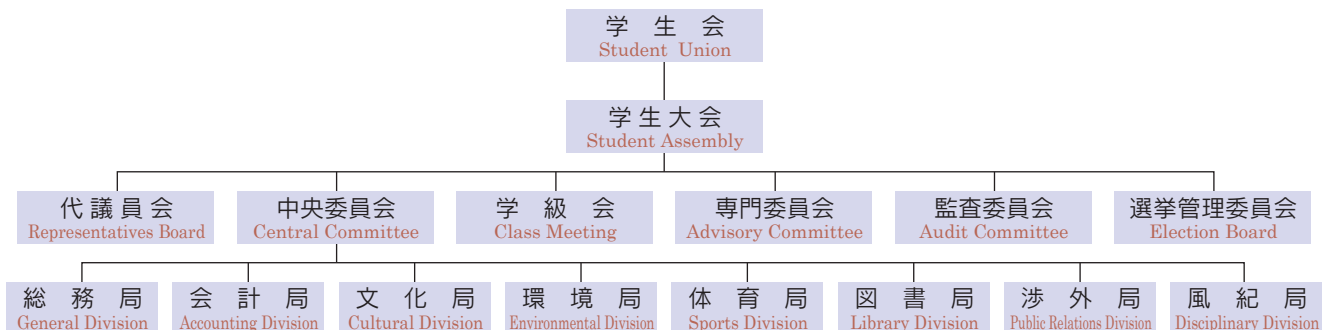 学生会
Student Union
学生大会
Student Assembly
代議員会
Representatives Board
中央委員会
Central Committee
学級会
Class Meeting
専門委員会
Advisory Committee
監査委員会
Audit Committee
選挙管理委員会
Election Board
総務局
General Division
会計局
Accounting Division
文化局
Cultural Division
環境局
Environmental Division
体育局
Sports Division
図書局
Library Division
渉外局
Public Relations Division
風紀局
Disciplinary Division